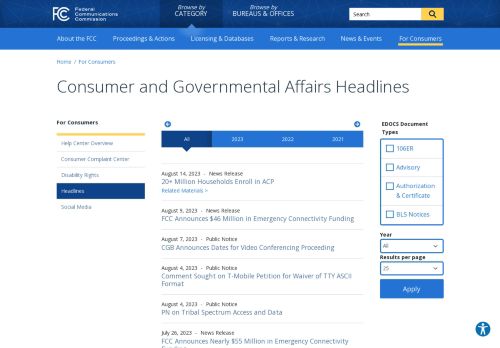 FCC Federal Communications Commission
Browse by CATEGORY
Browse by BUREAUS & OFFICES
Search
About the FCC
Proceedings & Actions
Licensing & Databases
Reports & Research
News & Events
For Consumers
Home / For Consumers
Consumer and Governmental Affairs Headlines
For Consumers
Help Center Overview
Consumer Complaint Center
Disability Rights
Headlines
Social Media
All
2023
2022
2021
August 14, 2023 - News Release
20+ Million Households Enroll in ACP
Related Materials >
August 9, 2023 - News Release
FCC Announces $46 Million in Emergency Connectivity Funding
August 7, 2023 - Public Notice
CGB Announces Dates for Video Conferencing Proceeding
August 4, 2023 - Public Notice
Comment Sought on T-Mobile Petition for Waiver of TTY ASCII
Format
August 4, 2023 - Public Notice
PN on Tribal Spectrum Access and Data
July 26, 2023 - News Release
FCC Announces Nearly $55 Million in Emergency Connectivity
EDOCS Document
Types
106ER
Advisory
Authorization
& Certificate
BLS Notices
Year
All
Results per page
25
Apply